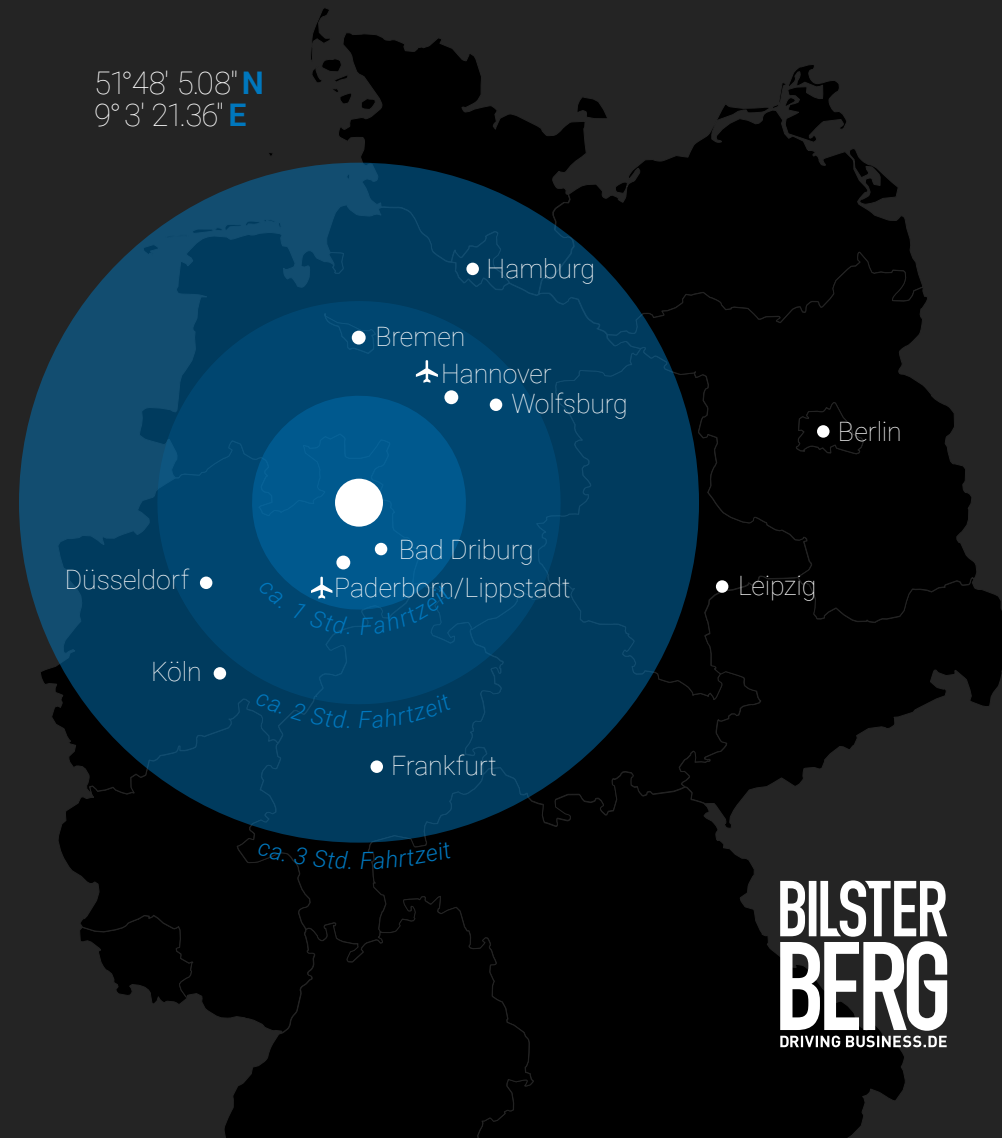 51°48' 5.08" N
9° 3' 21.36" E
Hamburg
Bremen
Hannover
Wolfsburg
Berlin
Bad Driburg
Düsseldorf
Paderborn/Lippstadt
Leipzig
ca. 1 Std. Fahrtzeit
Köln
ca. 2 Std. Fahrtzeit
Frankfurt
ca. 3 Std. Fahrtzeit
BILSTER
BERG
DRIVING BUSINESS.DE